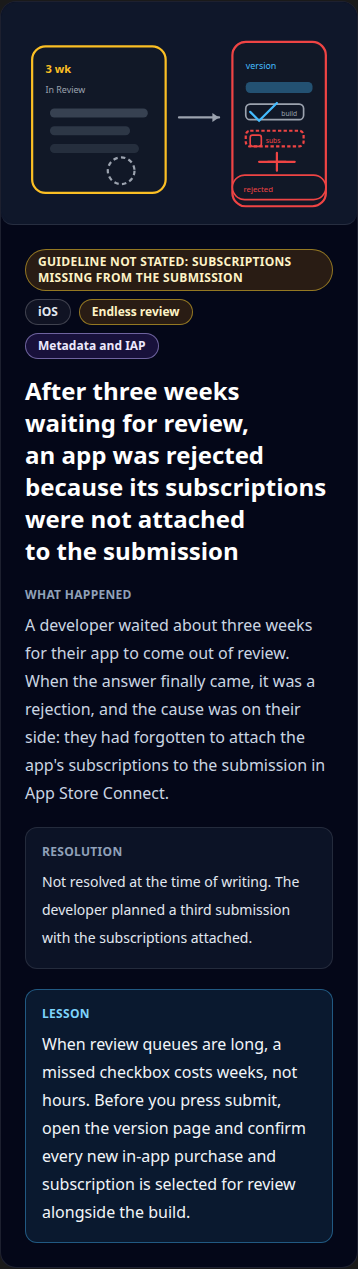 3 wk
In Review
version
build
subs
rejected
GUIDELINE NOT STATED: SUBSCRIPTIONS
MISSING FROM THE SUBMISSION
iOS
Endless review
Metadata and IAP
After three weeks
waiting for review,
an app was rejected
because its subscriptions
were not attached
to the submission
WHAT HAPPENED
A developer waited about three weeks
for their app to come out of review.
When the answer finally came, it was a
rejection, and the cause was on their
side: they had forgotten to attach the
app's subscriptions to the submission in
App Store Connect.
RESOLUTION
Not resolved at the time of writing. The
developer planned a third submission
with the subscriptions attached.
LESSON
When review queues are long, a
missed checkbox costs weeks, not
hours. Before you press submit,
open the version page and confirm
every new in-app purchase and
subscription is selected for review
alongside the build.